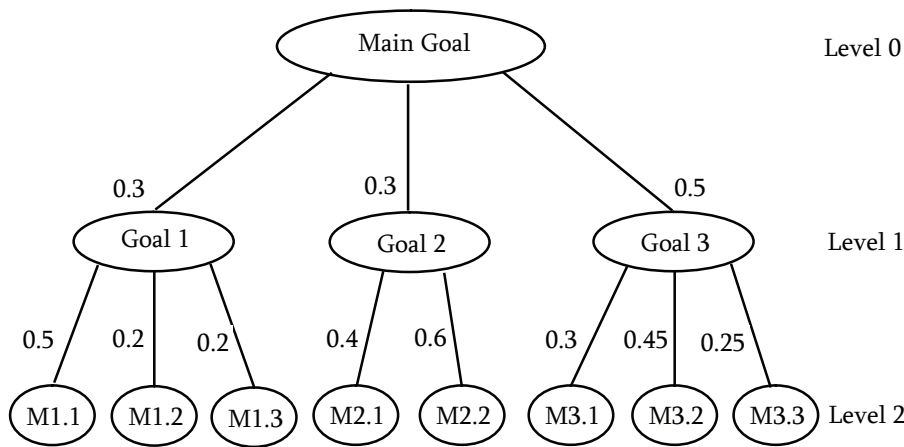 Main Goal Level 0
0.3 0.3 0.5
Goal 1 Goal 2 Goal 3 Level 1
0.5 0.2 0.2 0.4 0.6 0.3 0.45 0.25
M1.1 M1.2 M1.3 M2.1 M2.2 M3.1 M3.2 M3.3 Level 2